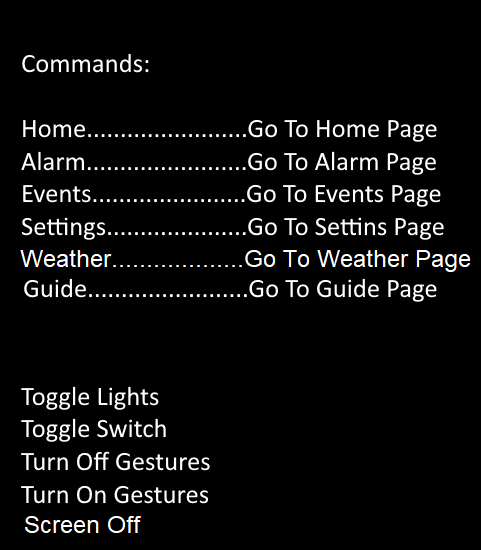 Commands:
Home........................Go To Home Page
Alarm........................Go To Alarm Page
Events.......................Go To Events Page
Settings.....................Go To Settins Page
Weather....................Go To Weather Page
Guide........................Go To Guide Page
Toggle Lights
Toggle Switch
Turn Off Gestures
Turn On Gestures
Screen Off